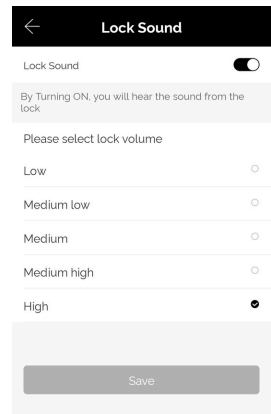 Lock Sound
Lock Sound
By Turning ON, you will hear the sound from the
lock
Please select lock volume
Low
Medium low
Medium
Medium high
High
Save